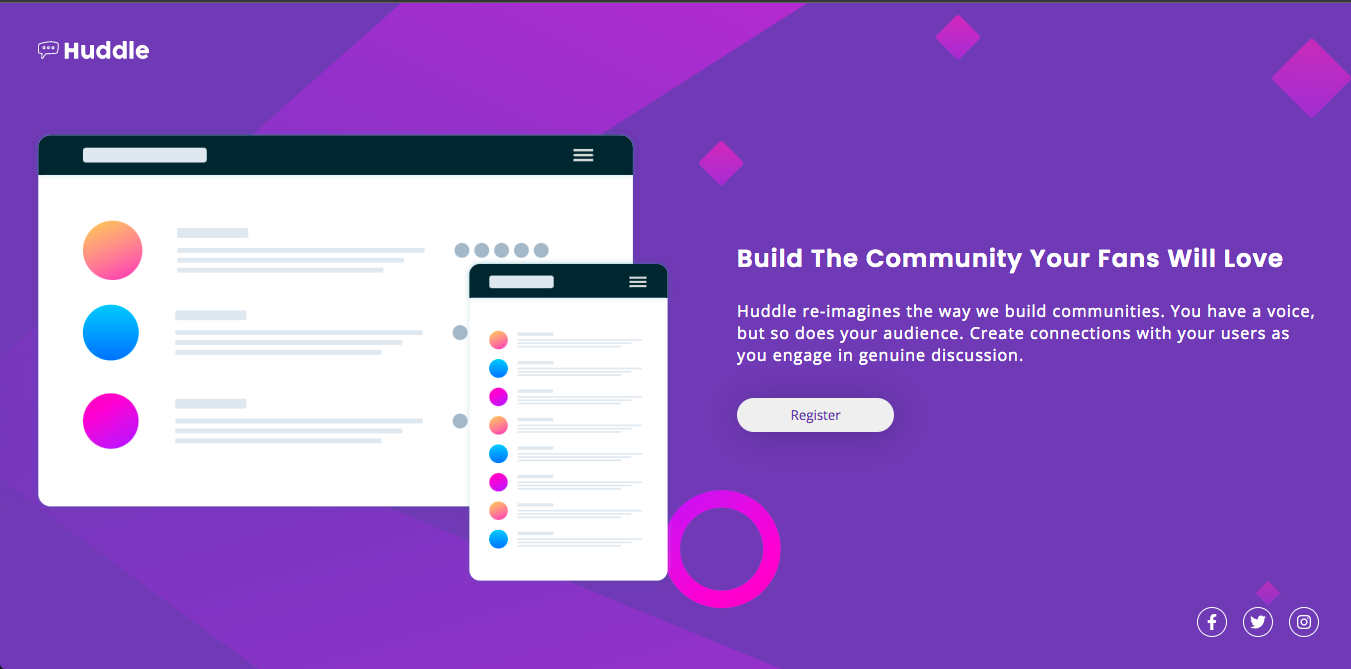 Huddle
Build The Community Your Fans Will Love
Huddle re-imagines the way we build communities. You have a voice,
but so does your audience. Create connections with your users as
you engage in genuine discussion.
Register